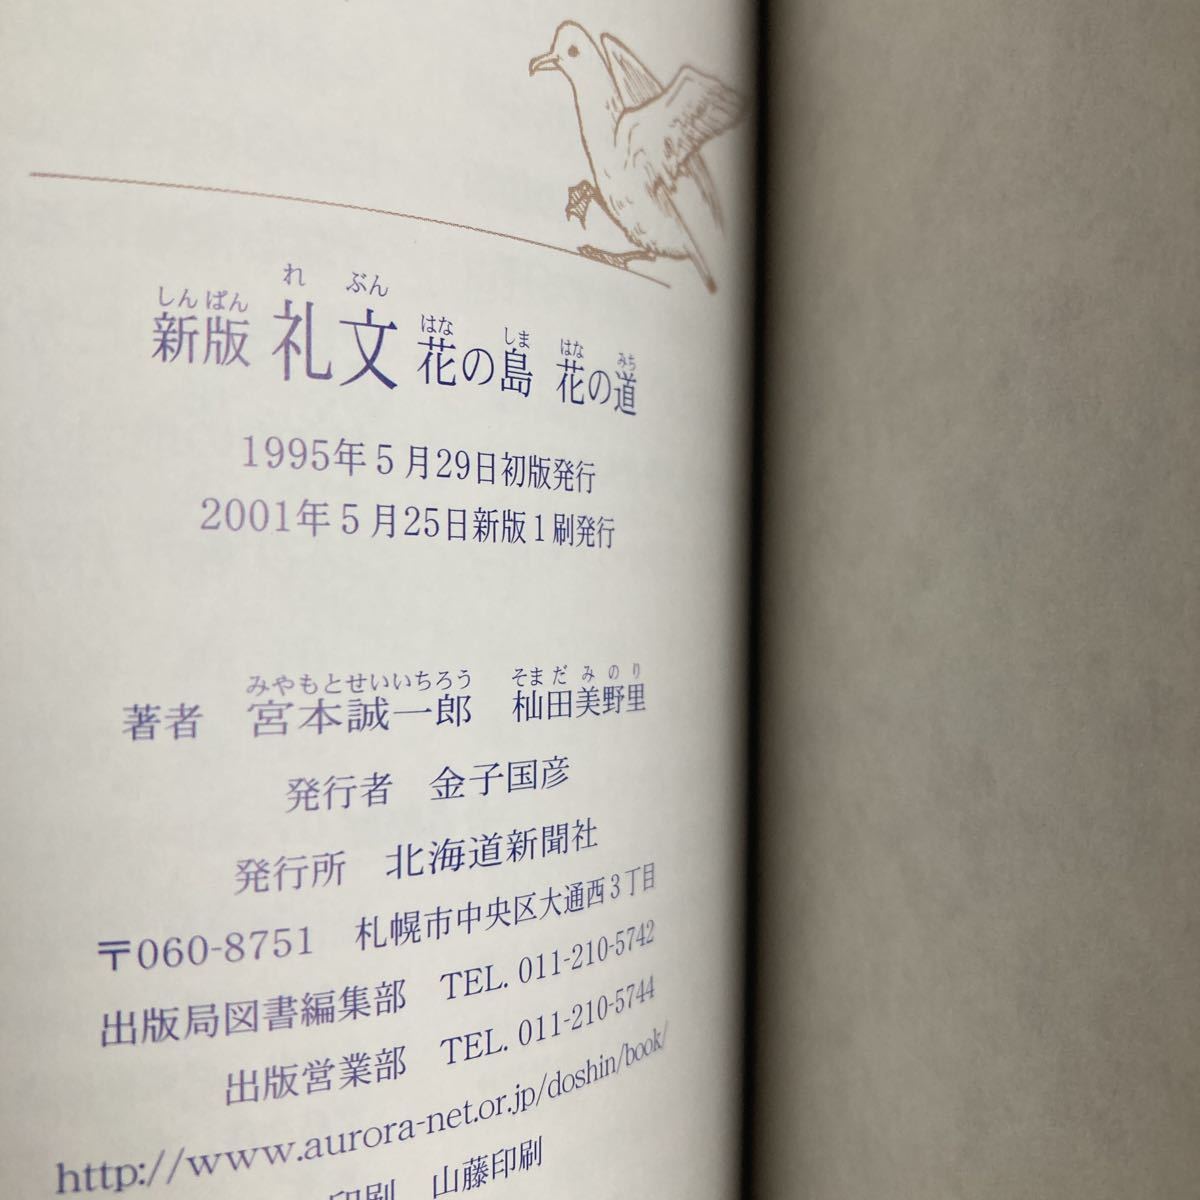 しんぱん れ ぶん はな しま はな みち
新版 礼文 花の島 花の道
1995年5月29日初版発行
2001年5月25日新版1刷発行
みやもとせいいちろう そまだみのり
著者 宮本誠一郎 杣田美野里
発行者 金子国彦
発行所 北海道新聞社
〒060-8751 札幌市中央区大通西3丁目
出版局図書編集部 TEL. 011-210-5742
出版営業部 TEL. 011-210-5744
http://www.aurora-net.or.jp/doshin/book/
印刷 山藤印刷